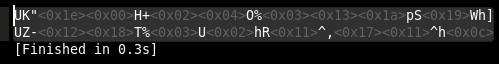 UK"<0x1e><0x00>H+<0x02><0x04>O%<0x03><0x13><0x1a>pS<0x19>Wh]
UZ-<0x12><0x18>T%<0x03>U<0x02>hR<0x11>^,<0x17><0x11>^h<0x0c>
[Finished in 0.3s]